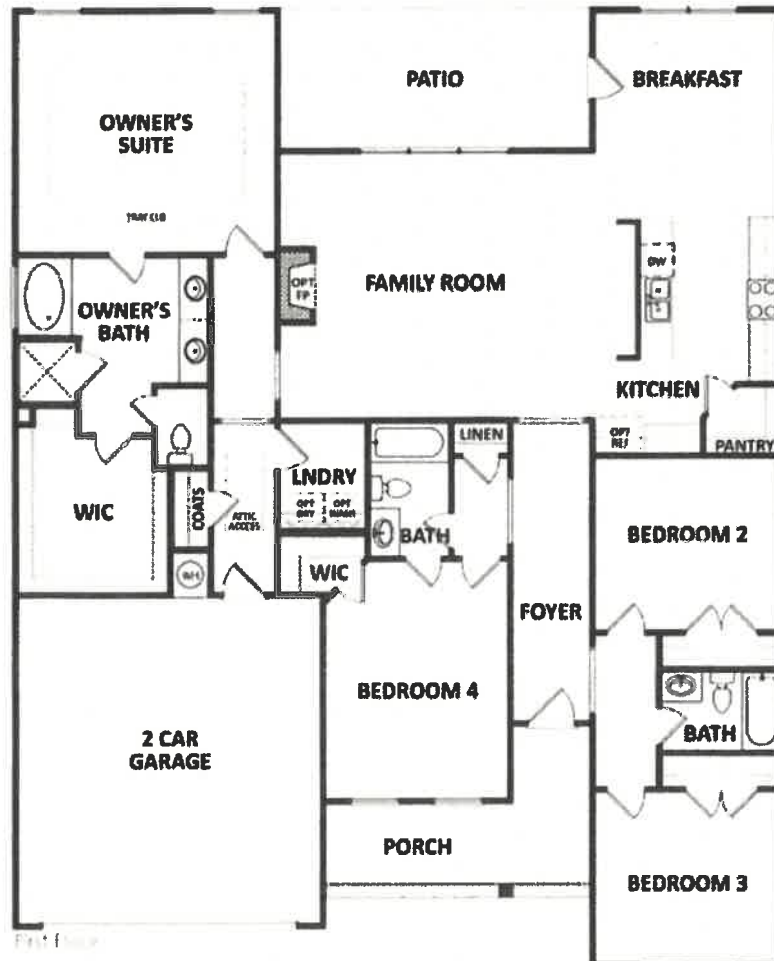 PATIO
BREAKFAST
OWNER'S
SUITE
FAMILY ROOM
OPT
FP
DW
OWNER'S
BATH
KITCHEN
OPT
REF
PANTRY
LINEN
LNDRY
OPT
DRY
OPT
WASH
WIC
COATS
ATTIC
ACCESS
BATH
BEDROOM 2
WH
WIC
FOYER
BEDROOM 4
BATH
2 CAR
GARAGE
PORCH
BEDROOM 3
First